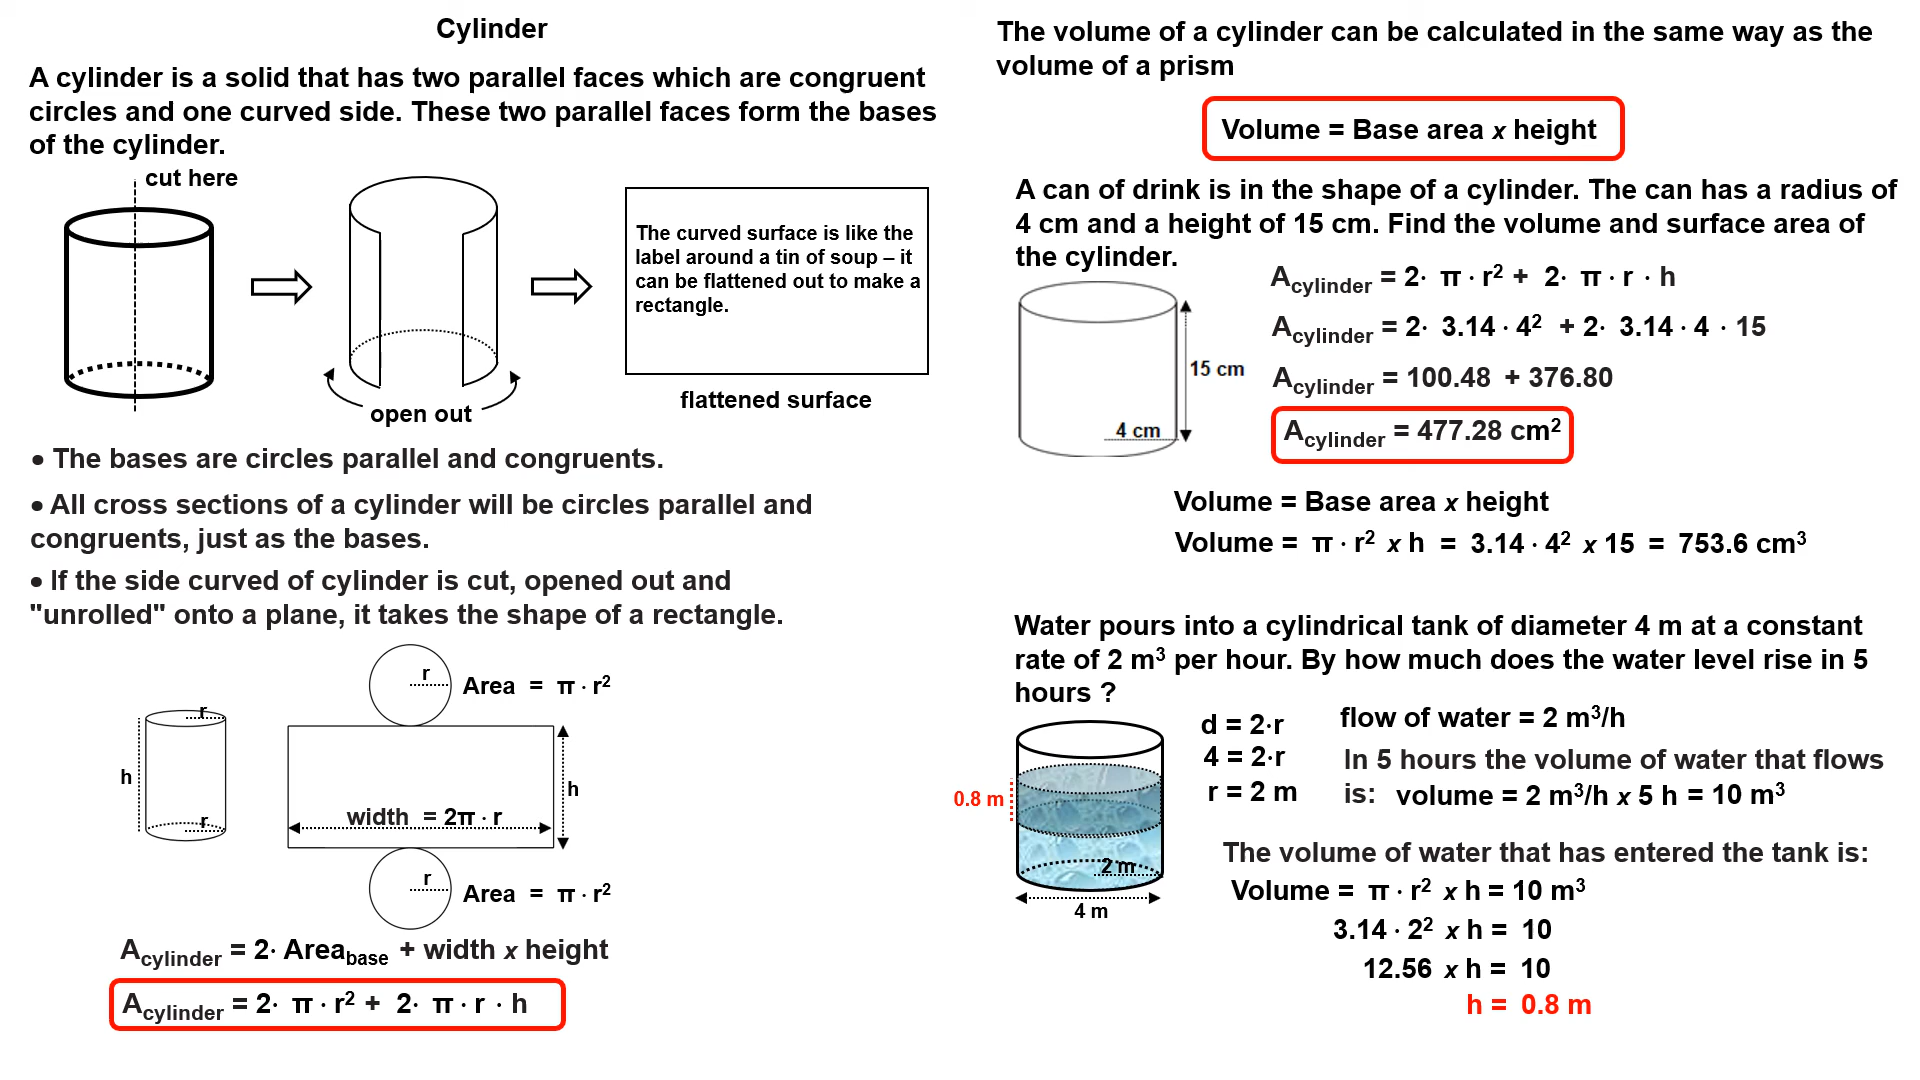 Cylinder
A cylinder is a solid that has two parallel faces which are congruent
circles and one curved side. These two parallel faces form the bases
of the cylinder.
cut here
The curved surface is like the
label around a tin of soup – it
can be flattened out to make a
rectangle.
open out
flattened surface
● The bases are circles parallel and congruents.
● All cross sections of a cylinder will be circles parallel and
congruents, just as the bases.
● If the side curved of cylinder is cut, opened out and
"unrolled" onto a plane, it takes the shape of a rectangle.
r
Area = π · r²
r
h
r
h
width = 2π · r
r
Area = π · r²
A_cylinder = 2· Area_base + width x height
A_cylinder = 2· π · r² + 2· π · r · h
The volume of a cylinder can be calculated in the same way as the
volume of a prism
Volume = Base area x height
A can of drink is in the shape of a cylinder. The can has a radius of
4 cm and a height of 15 cm. Find the volume and surface area of
the cylinder.
15 cm
4 cm
A_cylinder = 2· π · r² + 2· π · r · h
A_cylinder = 2· 3.14 · 4² + 2· 3.14 · 4 · 15
A_cylinder = 100.48 + 376.80
A_cylinder = 477.28 cm²
Volume = Base area x height
Volume = π · r² x h = 3.14 · 4² x 15 = 753.6 cm³
Water pours into a cylindrical tank of diameter 4 m at a constant
rate of 2 m³ per hour. By how much does the water level rise in 5
hours ?
0.8 m
2 m
4 m
d = 2·r
4 = 2·r
r = 2 m
flow of water = 2 m³/h
In 5 hours the volume of water that flows
is: volume = 2 m³/h x 5 h = 10 m³
The volume of water that has entered the tank is:
Volume = π · r² x h = 10 m³
3.14 · 2² x h = 10
12.56 x h = 10
h = 0.8 m